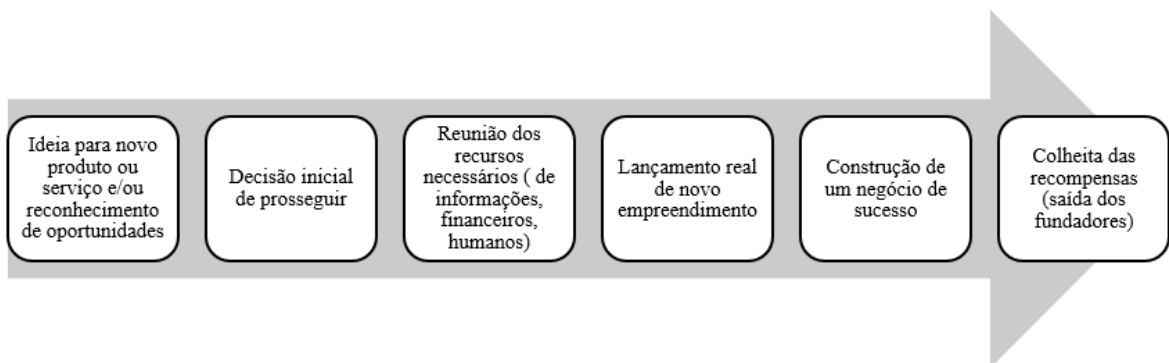 Ideia para novo
produto ou
serviço e/ou
reconhecimento
de oportunidades
Decisão inicial
de prosseguir
Reunião dos
recursos
necessários ( de
informações,
financeiros,
humanos)
Lançamento real
de novo
empreendimento
Construção de
um negócio de
sucesso
Colheita das
recompensas
(saída dos
fundadores)